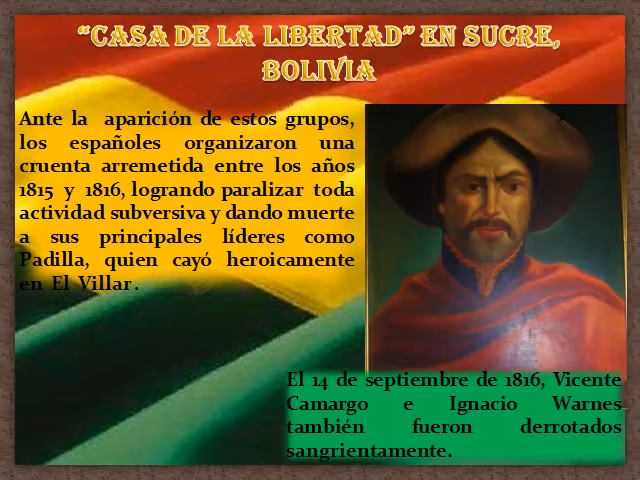 “CASA DE LA LIBERTAD” EN SUCRE,
BOLIVIA
Ante la aparición de estos grupos,
los españoles organizaron una
cruenta arremetida entre los años
1815 y 1816, logrando paralizar toda
actividad subversiva y dando muerte
a sus principales líderes como
Padilla, quien cayó heroicamente
en El Villar.
El 14 de septiembre de 1816, Vicente
Camargo e Ignacio Warnes
también fueron derrotados
sangrientamente.